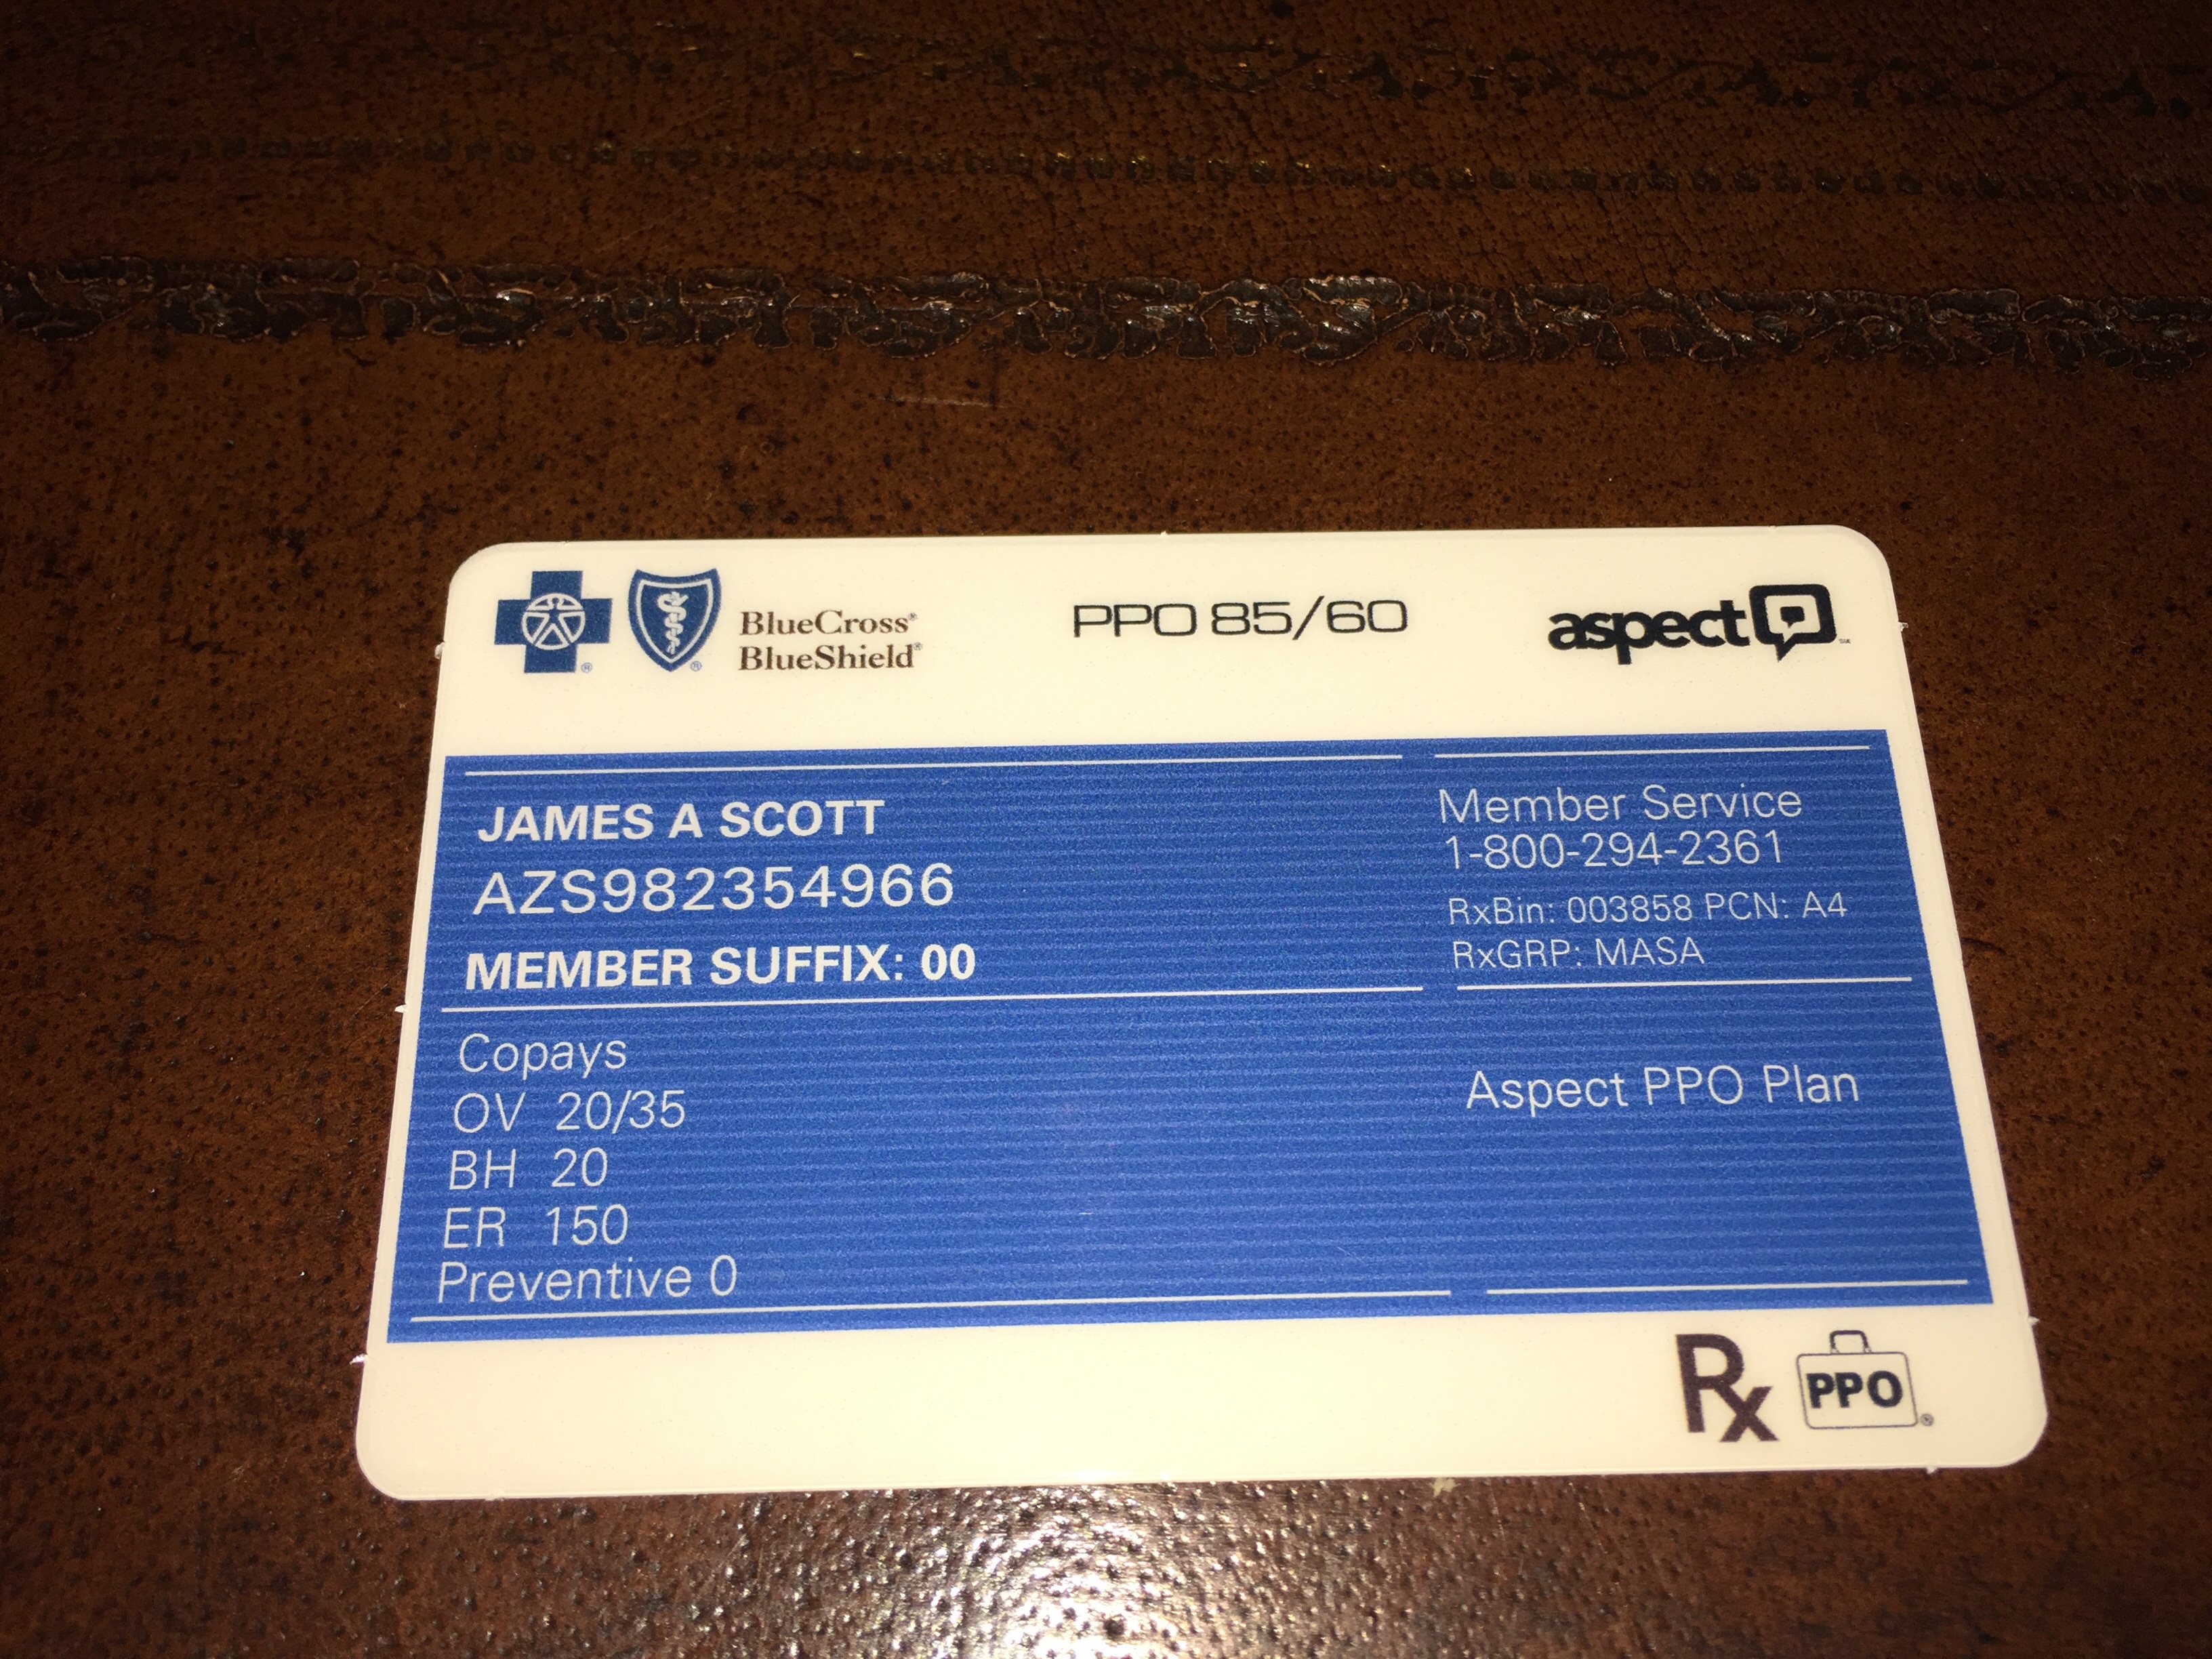 BlueCross®
BlueShield®
PPO 85/60
aspect
JAMES A SCOTT
AZS982354966
MEMBER SUFFIX: 00
Member Service
1-800-294-2361
RxBin: 003858 PCN: A4
RxGRP: MASA
Copays
OV 20/35
BH 20
ER 150
Preventive 0
Aspect PPO Plan
Rx
PPO®